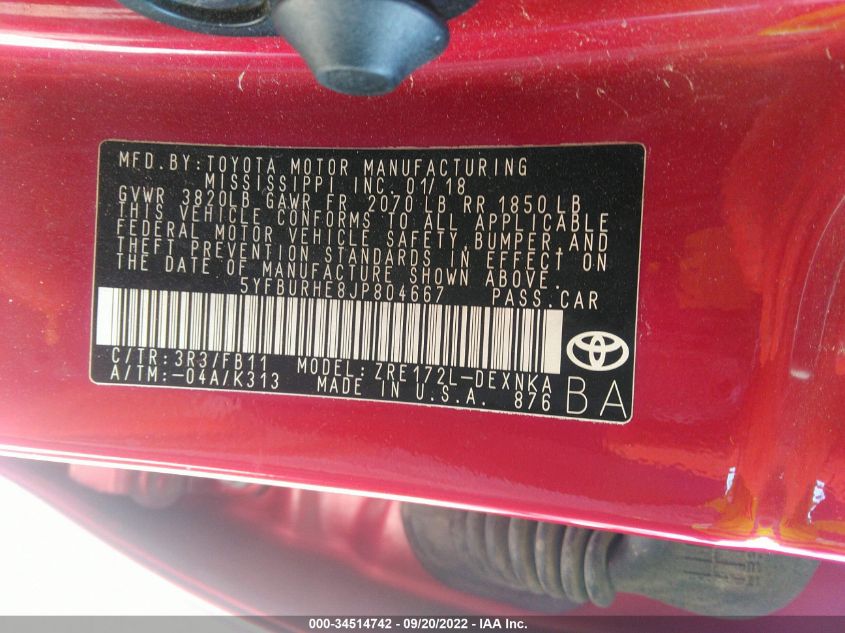 MFD.BY:TOYOTA MOTOR MANUFACTURING
MISSISSIPPI INC. 01/18
GVWR 3820LB GAWR FR 2070 LB RR 1850 LB
THIS VEHICLE CONFORMS TO ALL APPLICABLE
FEDERAL MOTOR VEHICLE SAFETY,BUMPER,AND
THEFT PREVENTION STANDARDS IN EFFECT ON
THE DATE OF MANUFACTURE SHOWN ABOVE.
5YFBURHE8JP804667 PASS.CAR
C/TR:3R3/FB11 MODEL: ZRE172L-DEXNKA
A/TM:-04A/K313 MADE IN U.S.A. 876 BA
000-34514742 - 09/20/2022 - IAA Inc.